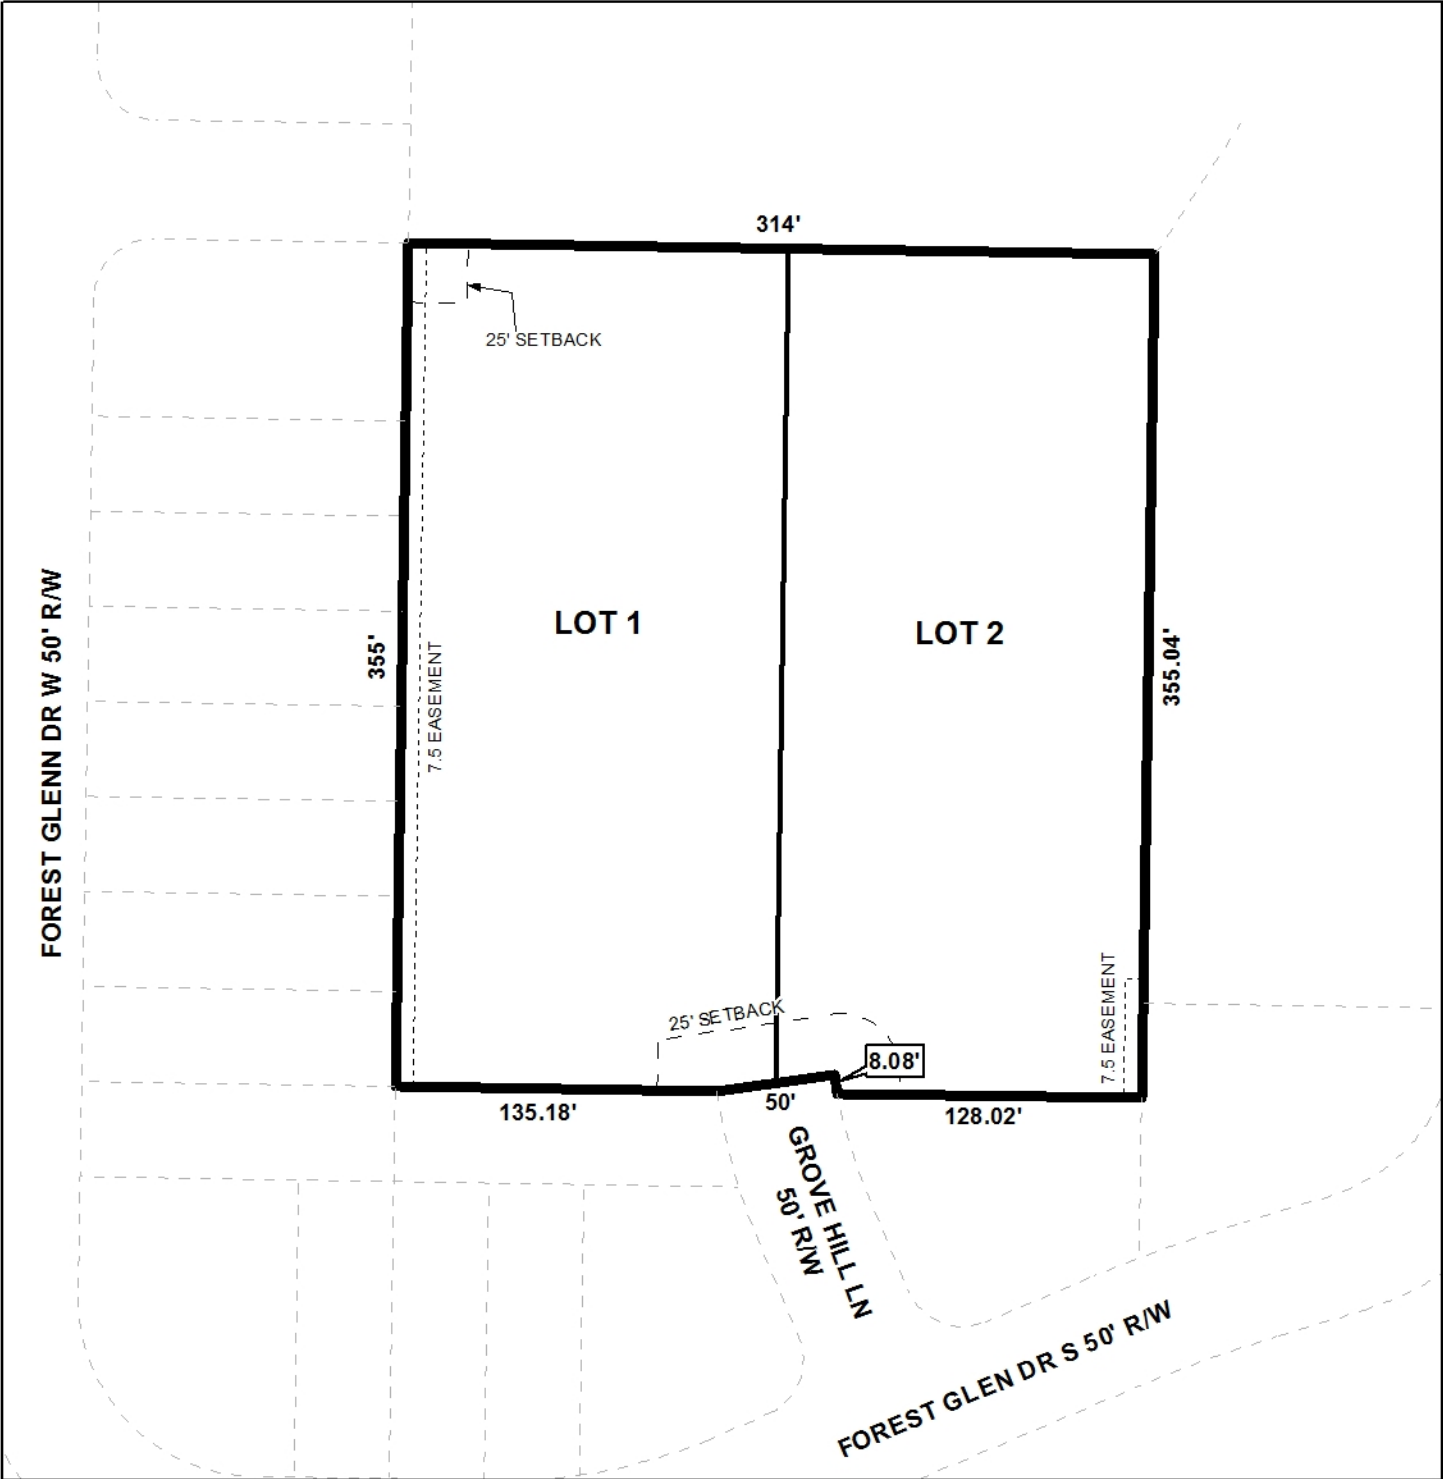 314'
25' SETBACK
LOT 1
LOT 2
FOREST GLENN DR W 50' R/W
355'
7.5 EASEMENT
355.04'
25' SETBACK
7.5 EASEMENT
8.08'
135.18'
50'
128.02'
GROVE HILL LN
50' R/W
FOREST GLEN DR S 50' R/W